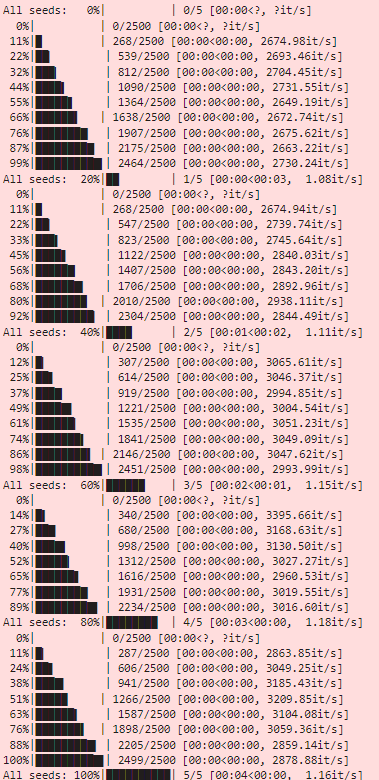 All seeds:   0%|          | 0/5 [00:00<?, ?it/s]
  0%|          | 0/2500 [00:00<?, ?it/s]
 11%|█         | 268/2500 [00:00<00:00, 2674.98it/s]
 22%|██▏       | 539/2500 [00:00<00:00, 2693.46it/s]
 32%|███▏      | 812/2500 [00:00<00:00, 2704.45it/s]
 44%|████▎     | 1090/2500 [00:00<00:00, 2731.55it/s]
 55%|█████▍    | 1364/2500 [00:00<00:00, 2649.19it/s]
 66%|██████▌   | 1638/2500 [00:00<00:00, 2672.74it/s]
 76%|███████▋  | 1907/2500 [00:00<00:00, 2675.62it/s]
 87%|████████▋ | 2175/2500 [00:00<00:00, 2663.22it/s]
 99%|█████████▊| 2464/2500 [00:00<00:00, 2730.24it/s]
All seeds:  20%|██        | 1/5 [00:00<00:03,  1.08it/s]
  0%|          | 0/2500 [00:00<?, ?it/s]
 11%|█         | 268/2500 [00:00<00:00, 2674.94it/s]
 22%|██▏       | 547/2500 [00:00<00:00, 2739.74it/s]
 33%|███▎      | 823/2500 [00:00<00:00, 2745.64it/s]
 45%|████▍     | 1122/2500 [00:00<00:00, 2840.03it/s]
 56%|█████▋    | 1407/2500 [00:00<00:00, 2843.20it/s]
 68%|██████▊   | 1706/2500 [00:00<00:00, 2892.96it/s]
 80%|████████  | 2010/2500 [00:00<00:00, 2938.11it/s]
 92%|█████████▏| 2304/2500 [00:00<00:00, 2844.49it/s]
All seeds:  40%|████      | 2/5 [00:01<00:02,  1.11it/s]
  0%|          | 0/2500 [00:00<?, ?it/s]
 12%|█▏        | 307/2500 [00:00<00:00, 3065.61it/s]
 25%|██▍       | 614/2500 [00:00<00:00, 3046.37it/s]
 37%|███▋      | 919/2500 [00:00<00:00, 2994.85it/s]
 49%|████▉     | 1221/2500 [00:00<00:00, 3004.54it/s]
 61%|██████▏   | 1535/2500 [00:00<00:00, 3051.23it/s]
 74%|███████▎  | 1841/2500 [00:00<00:00, 3049.09it/s]
 86%|████████▌ | 2146/2500 [00:00<00:00, 3047.62it/s]
 98%|█████████▊| 2451/2500 [00:00<00:00, 2993.99it/s]
All seeds:  60%|██████    | 3/5 [00:02<00:01,  1.15it/s]
  0%|          | 0/2500 [00:00<?, ?it/s]
 14%|█▎        | 340/2500 [00:00<00:00, 3395.66it/s]
 27%|██▋       | 680/2500 [00:00<00:00, 3168.63it/s]
 40%|███▉      | 998/2500 [00:00<00:00, 3130.50it/s]
 52%|█████▏    | 1312/2500 [00:00<00:00, 3027.27it/s]
 65%|██████▍   | 1616/2500 [00:00<00:00, 2960.53it/s]
 77%|███████▋  | 1931/2500 [00:00<00:00, 3019.55it/s]
 89%|████████▉ | 2234/2500 [00:00<00:00, 3016.60it/s]
All seeds:  80%|████████  | 4/5 [00:03<00:00,  1.18it/s]
  0%|          | 0/2500 [00:00<?, ?it/s]
 11%|█▏        | 287/2500 [00:00<00:00, 2863.85it/s]
 24%|██▍       | 606/2500 [00:00<00:00, 3049.25it/s]
 38%|███▊      | 941/2500 [00:00<00:00, 3185.43it/s]
 51%|█████     | 1266/2500 [00:00<00:00, 3209.85it/s]
 63%|██████▎   | 1587/2500 [00:00<00:00, 3104.08it/s]
 76%|███████▌  | 1898/2500 [00:00<00:00, 3059.36it/s]
 88%|████████▊ | 2205/2500 [00:00<00:00, 2859.14it/s]
100%|█████████▉| 2499/2500 [00:00<00:00, 2878.88it/s]
All seeds: 100%|██████████| 5/5 [00:04<00:00,  1.16it/s]